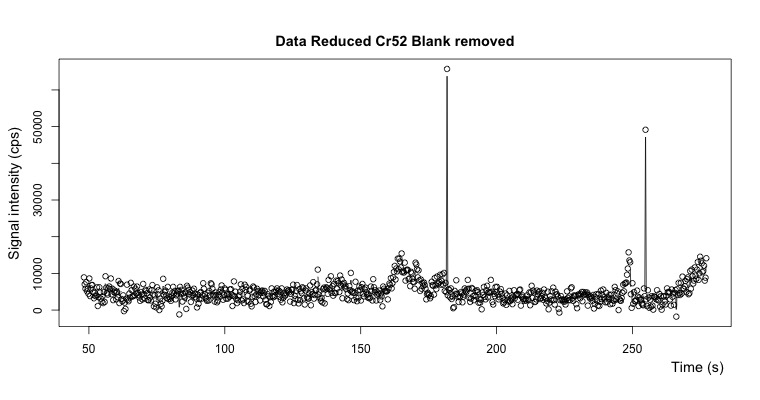 Data Reduced Cr52 Blank removed
Signal intensity (cps)
50000
30000
10000
0
50 100 150 200 250
Time (s)